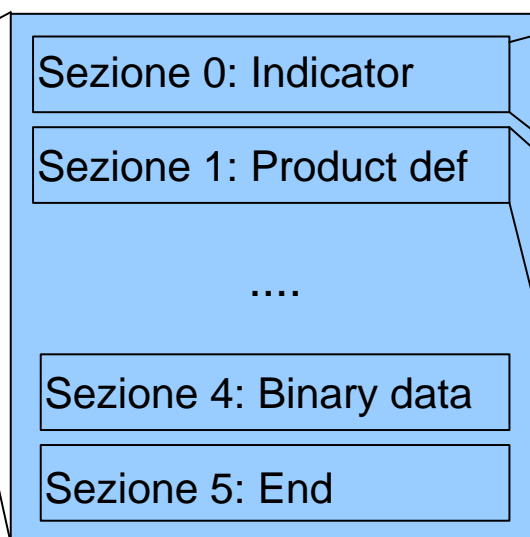 Sezione 0: Indicator
Sezione 1: Product def
....
Sezione 4: Binary data
Sezione 5: End